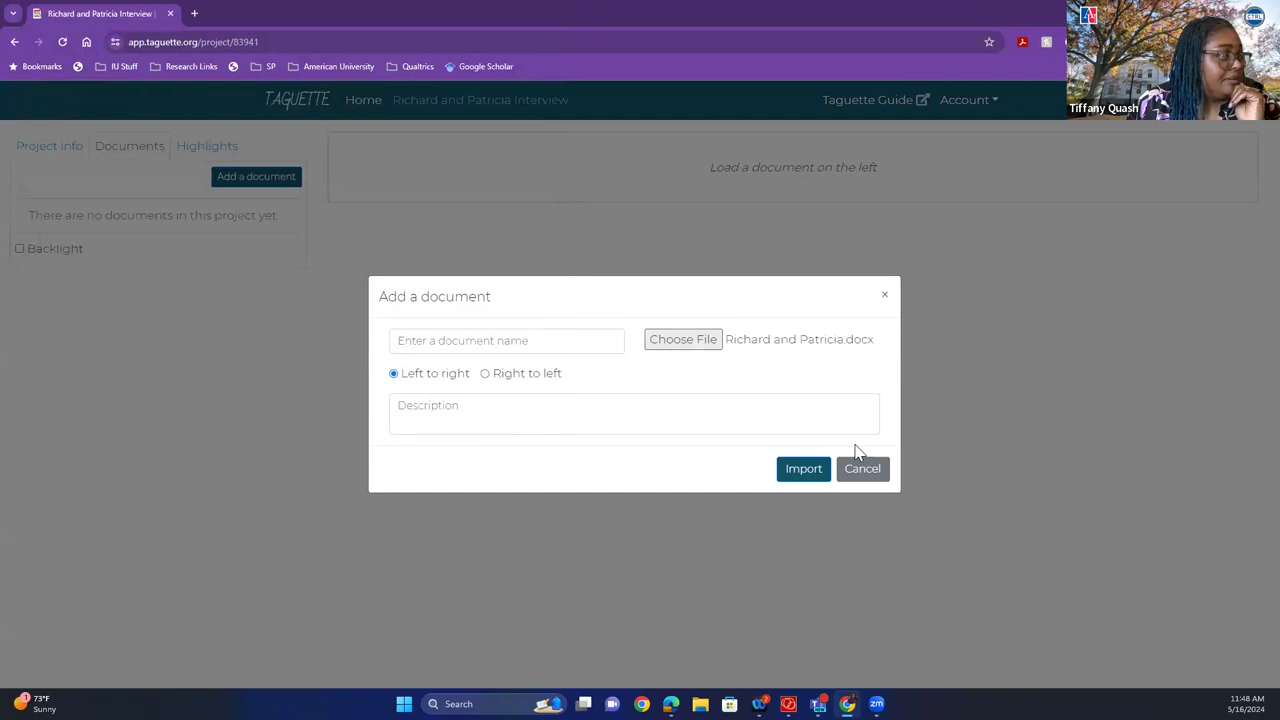 Richard and Patricia Interview |
app.taguette.org/project/83941
Bookmarks
IU Stuff
Research Links
SP
American University
Qualtrics
Google Scholar
TAGUETTE
Home
Richard and Patricia Interview
Taguette Guide
Account
CTRL
Tiffany Quash
Project info
Documents
Highlights
Add a document
There are no documents in this project yet
Backlight
Load a document on the left
Add a document
×
Enter a document name
Choose File
Richard and Patricia.docx
Left to right
Right to left
Description
Import
Cancel
1
73°F
Sunny
Search
2
zm
11:48 AM
5/16/2024